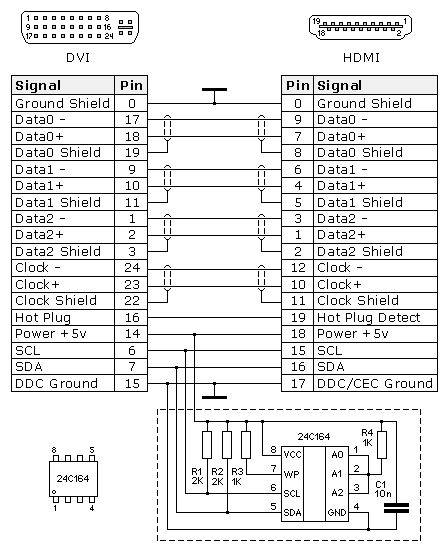 1 8
9 16
17 24
DVI
19 1
18 2
HDMI
Signal Pin Pin Signal
Ground Shield 0 0 Ground Shield
Data0 - 17 9 Data0 -
Data0+ 18 7 Data0+
Data0 Shield 19 8 Data0 Shield
Data1 - 9 6 Data1 -
Data1+ 10 4 Data1+
Data1 Shield 11 5 Data1 Shield
Data2 - 1 3 Data2 -
Data2+ 2 1 Data2+
Data2 Shield 3 2 Data2 Shield
Clock - 24 12 Clock -
Clock+ 23 10 Clock+
Clock Shield 22 11 Clock Shield
Hot Plug 16 19 Hot Plug Detect
Power +5v 14 18 Power +5v
SCL 6 15 SCL
SDA 7 16 SDA
DDC Ground 15 17 DDC/CEC Ground
8 5
24C164
1 4
24C164
R1
2K
R2
2K
R3
1K
8 VCC A0 1
7 WP A1 2
6 SCL A2 3
5 SDA GND 4
R4
1K
C1
10n